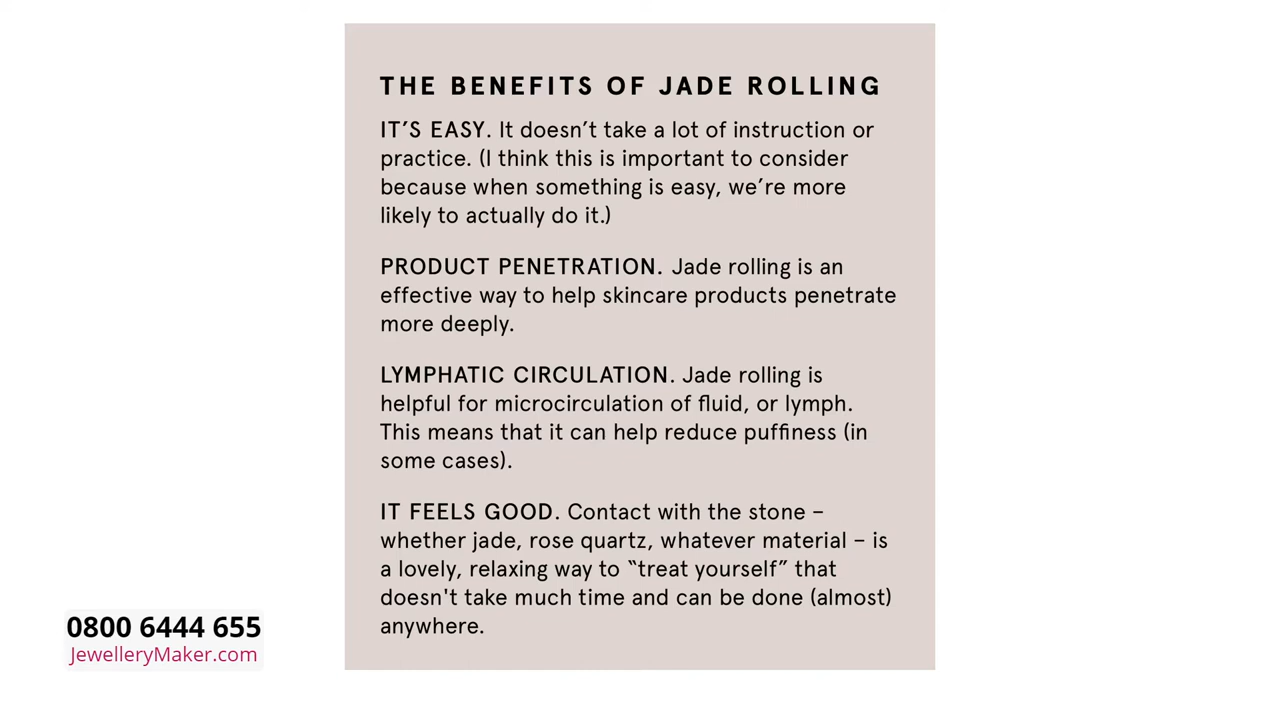 THE BENEFITS OF JADE ROLLING
IT’S EASY. It doesn’t take a lot of instruction or
practice. (I think this is important to consider
because when something is easy, we’re more
likely to actually do it.)
PRODUCT PENETRATION. Jade rolling is an
effective way to help skincare products penetrate
more deeply.
LYMPHATIC CIRCULATION. Jade rolling is
helpful for microcirculation of fluid, or lymph.
This means that it can help reduce puffiness (in
some cases).
IT FEELS GOOD. Contact with the stone –
whether jade, rose quartz, whatever material – is
a lovely, relaxing way to “treat yourself” that
doesn't take much time and can be done (almost)
anywhere.
0800 6444 655
JewelleryMaker.com